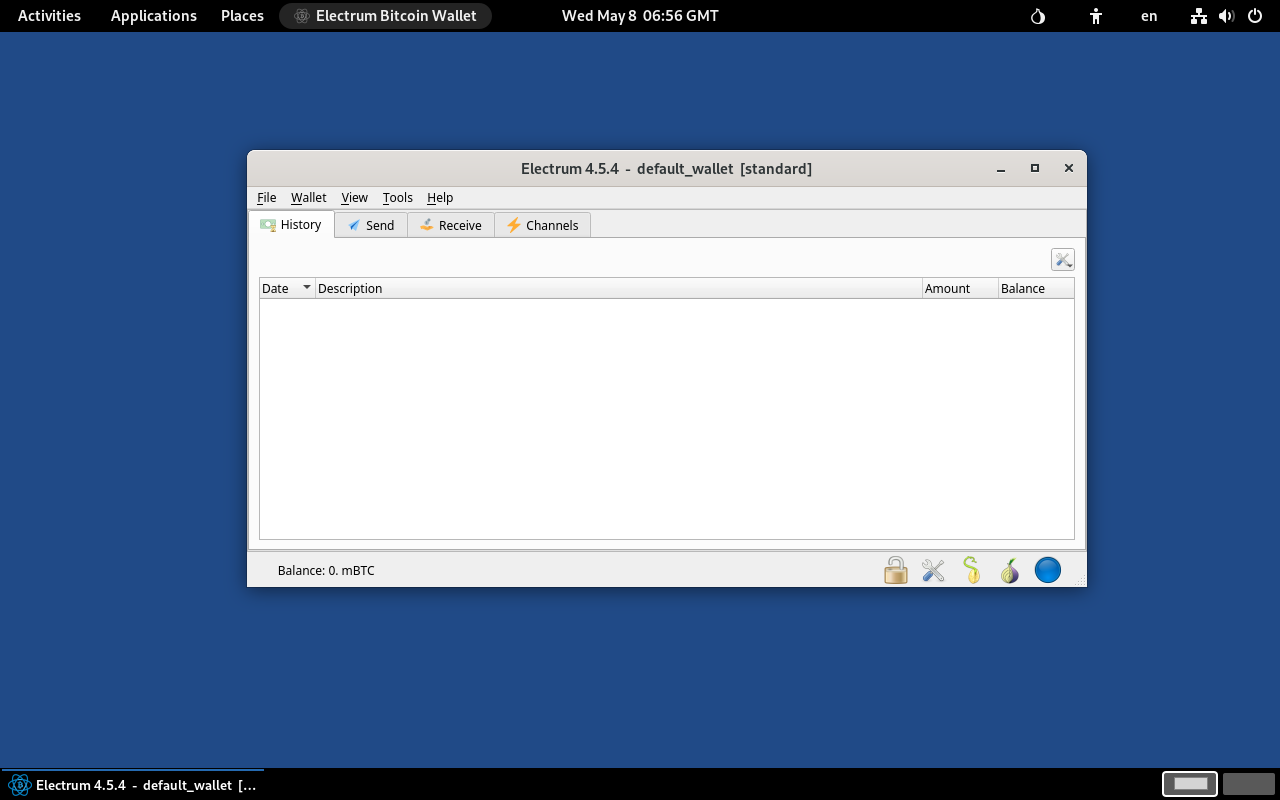 Activities Applications Places Electrum Bitcoin Wallet Wed May 8 06:56 GMT en
Electrum 4.5.4 - default_wallet [standard]
File Wallet View Tools Help
History Send Receive Channels
Date Description Amount Balance
Balance: 0. mBTC
Electrum 4.5.4 - default_wallet [...